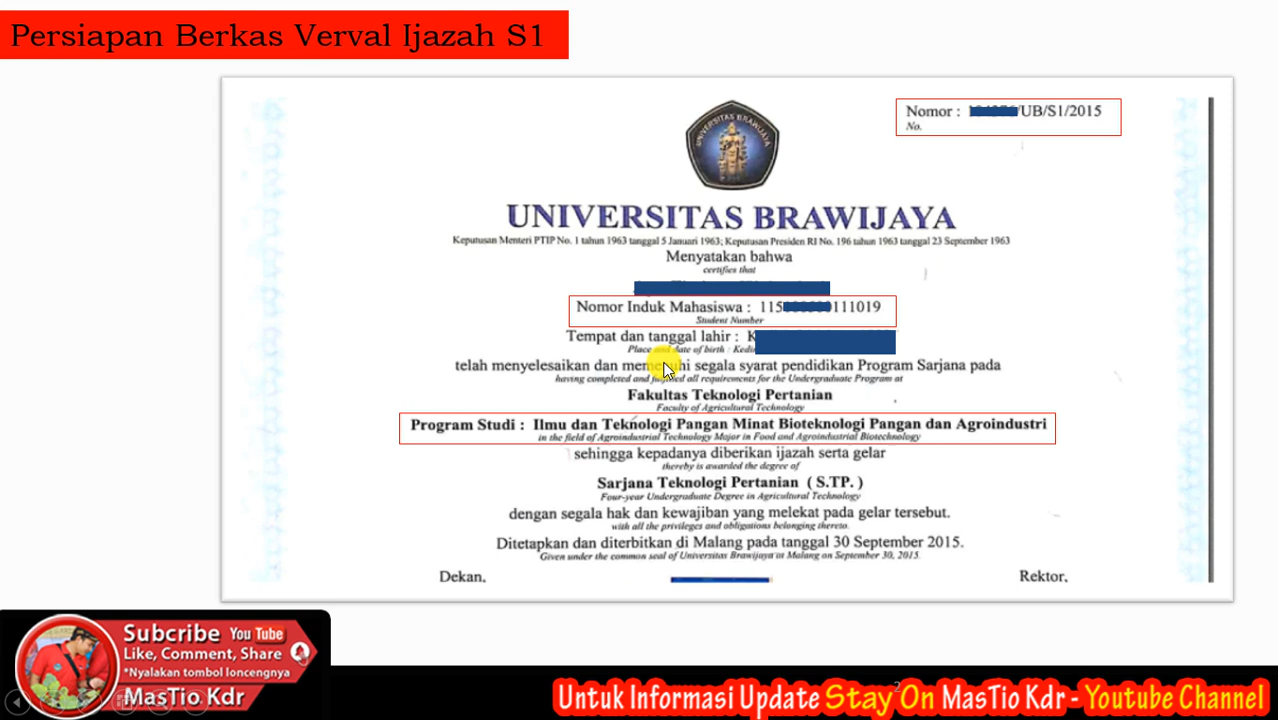 Persiapan Berkas Verval Ijazah S1
Nomor : /UB/S1/2015
No.
UNIVERSITAS BRAWIJAYA
UNIVERSITAS BRAWIJAYA
Keputusan Menteri PTIP No. 1 tahun 1963 tanggal 5 Januari 1963; Keputusan Presiden RI No. 196 tahun 1963 tanggal 23 September 1963
Menyatakan bahwa
certifies that
Nomor Induk Mahasiswa : 115 111019
Student Number
Tempat dan tanggal lahir : K
Place and date of birth : Kedi
telah menyelesaikan dan memenuhi segala syarat pendidikan Program Sarjana pada
having completed and fulfilled all requirements for the Undergraduate Program at
Fakultas Teknologi Pertanian
Faculty of Agricultural Technology
Program Studi : Ilmu dan Teknologi Pangan Minat Bioteknologi Pangan dan Agroindustri
in the field of Agroindustrial Technology Major in Food and Agroindustrial Biotechnology
sehingga kepadanya diberikan ijazah serta gelar
thereby is awarded the degree of
Sarjana Teknologi Pertanian ( S.TP. )
Four-year Undergraduate Degree in Agricultural Technology
dengan segala hak dan kewajiban yang melekat pada gelar tersebut.
with all the privileges and obligations belonging thereto.
Ditetapkan dan diterbitkan di Malang pada tanggal 30 September 2015.
Given under the common seal of Universitas Brawijaya at Malang on September 30, 2015.
Dekan,
Rektor,
Subcribe You Tube
Like, Comment, Share
*Nyalakan tombol loncengnya
MasTio Kdr
2
Untuk Informasi Update Stay On MasTio Kdr - Youtube Channel